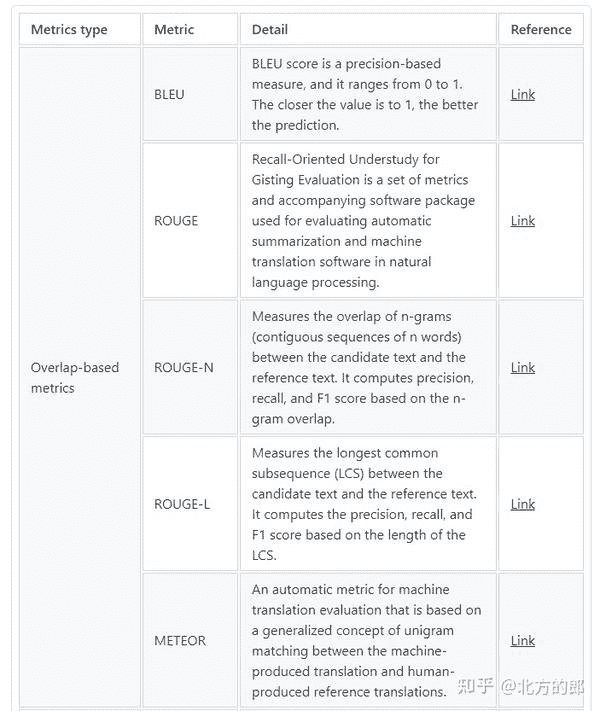 Metrics type Metric Detail Reference
Overlap-based
metrics
BLEU
BLEU score is a precision-based
measure, and it ranges from 0 to 1.
The closer the value is to 1, the better
the prediction.
Link
ROUGE
Recall-Oriented Understudy for
Gisting Evaluation is a set of metrics
and accompanying software package
used for evaluating automatic
summarization and machine
translation software in natural
language processing.
Link
ROUGE-N
Measures the overlap of n-grams
(contiguous sequences of n words)
between the candidate text and the
reference text. It computes precision,
recall, and F1 score based on the n-
gram overlap.
Link
ROUGE-L
Measures the longest common
subsequence (LCS) between the
candidate text and the reference text.
It computes the precision, recall, and
F1 score based on the length of the
LCS.
Link
METEOR
An automatic metric for machine
translation evaluation that is based on
a generalized concept of unigram
matching between the machine-
produced translation and human-
produced reference translations.
Link
知乎 @北方的郎